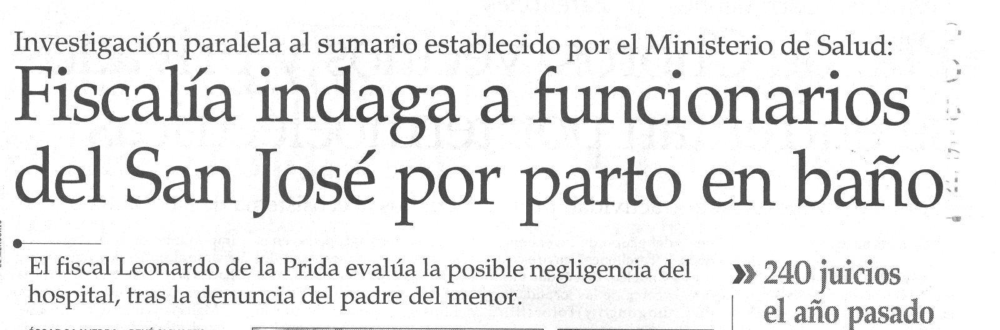 Investigación paralela al sumario establecido por el Ministerio de Salud:
Fiscalía indaga a funcionarios
del San José por parto en baño
El fiscal Leonardo de la Prida evalúa la posible negligencia del
hospital, tras la denuncia del padre del menor.
» 240 juicios
el año pasado